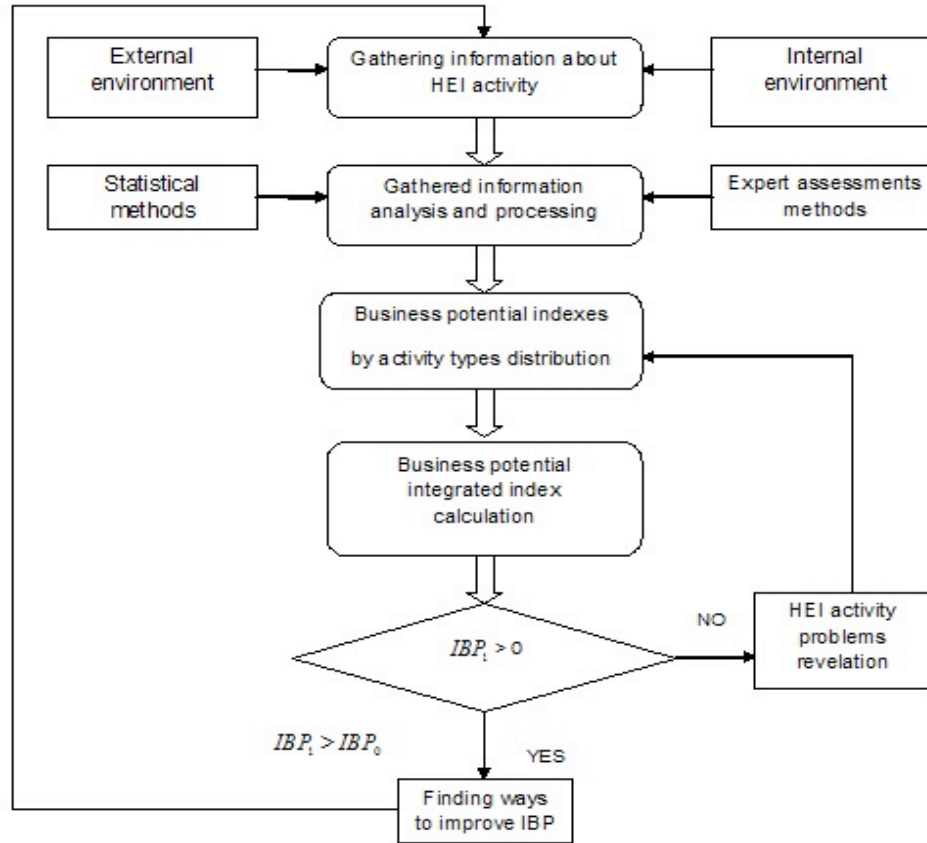 External
environment
Gathering information about
HEI activity
Internal
environment
Statistical
methods
Gathered information
analysis and processing
Expert assessments
methods
Business potential indexes
by activity types distribution
Business potential
integrated index
calculation
IBP₁ > 0
NO
HEI activity
problems
revelation
IBP₁ > IBP₀
YES
Finding ways
to improve IBP